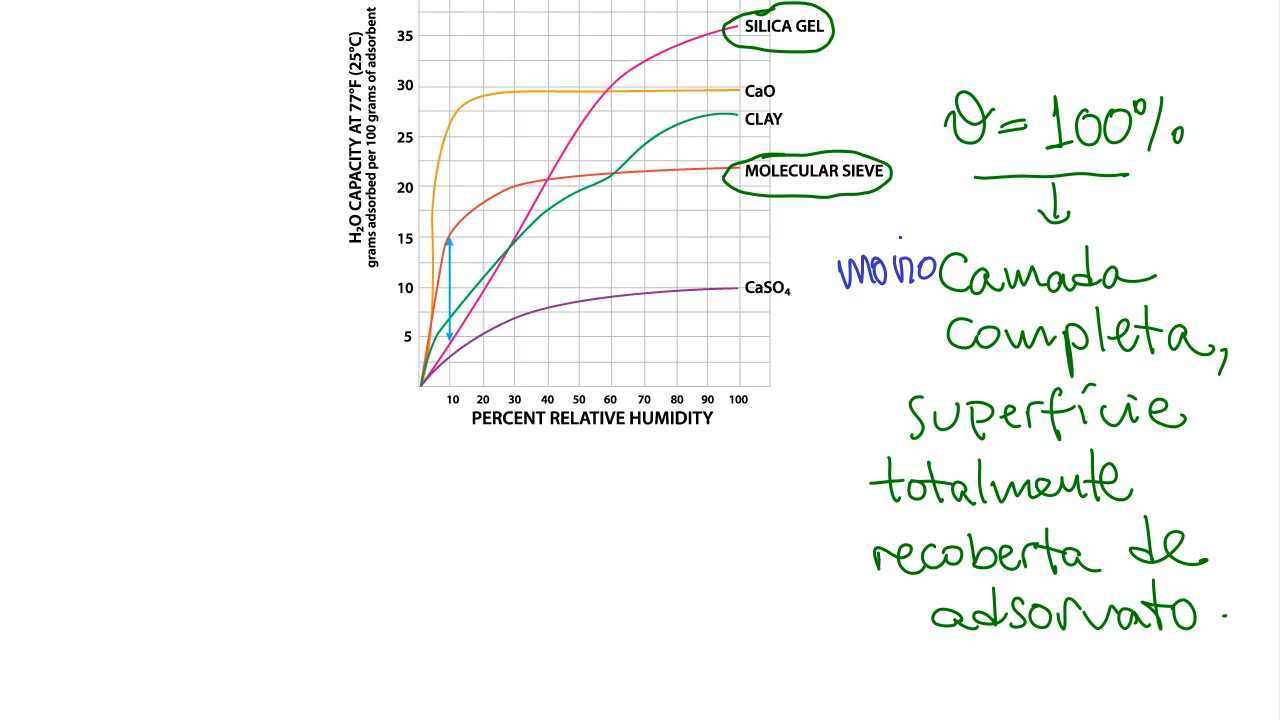 H₂O CAPACITY AT 77°F (25°C)
grams adsorbed per 100 grams of adsorbent
35
30
25
20
15
10
5
10 20 30 40 50 60 70 80 90 100
PERCENT RELATIVE HUMIDITY
SILICA GEL
CaO
CLAY
MOLECULAR SIEVE
CaSO₄
θ = 100%
mono Camada
completa,
superfície
totalmente
recoberta de
adsorvato.